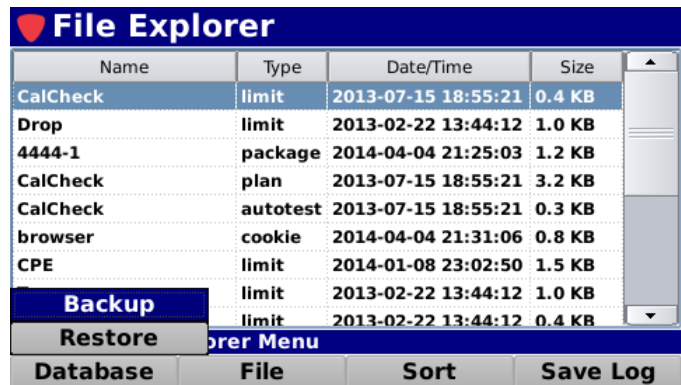 File Explorer
Name Type Date/Time Size
CalCheck limit 2013-07-15 18:55:21 0.4 KB
Drop limit 2013-02-22 13:44:12 1.0 KB
4444-1 package 2014-04-04 21:25:03 1.2 KB
CalCheck plan 2013-07-15 18:55:21 3.2 KB
CalCheck autotest 2013-07-15 18:55:21 0.3 KB
browser cookie 2014-04-04 21:31:06 0.8 KB
CPE limit 2014-01-08 23:02:50 1.5 KB
limit 2013-02-22 13:44:12 1.0 KB
Backup
limit 2013-02-22 13:44:12 0.4 KB
Restore
orer Menu
Database File Sort Save Log